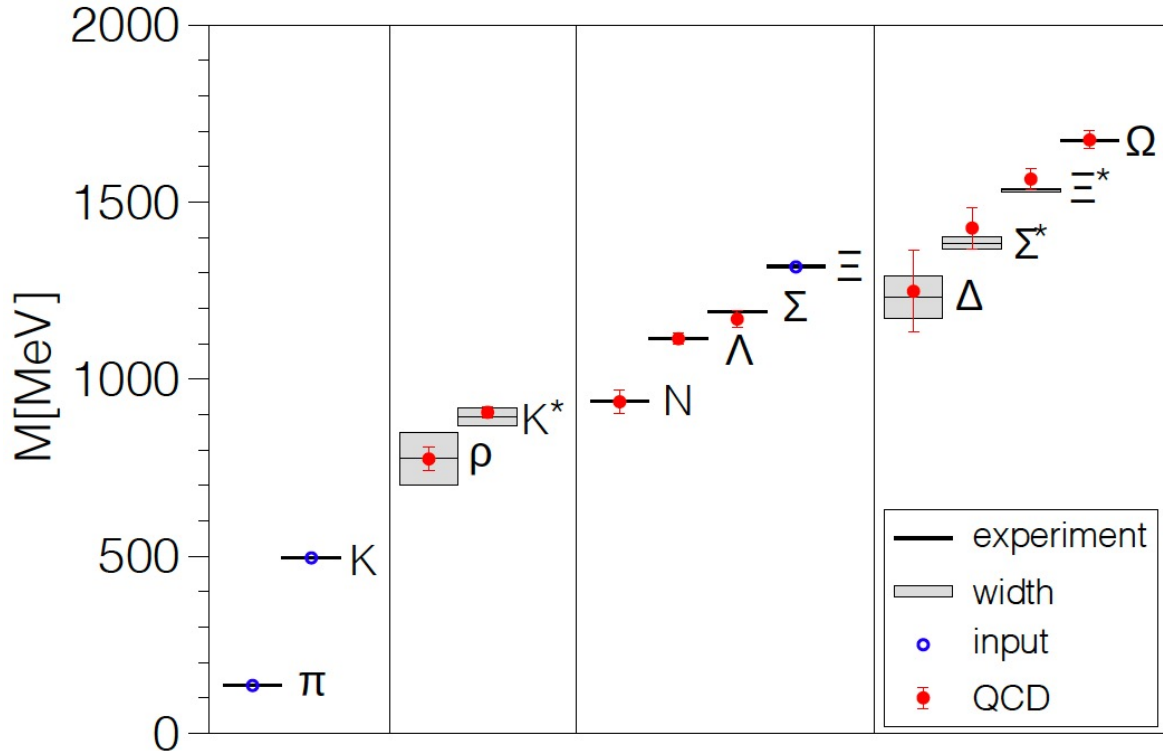 2000
1500
1000
500
0
M[MeV]
π
K
ρ
K*
N
Λ
Σ
Ξ
Δ
Σ*
Ξ*
Ω
experiment
width
input
QCD